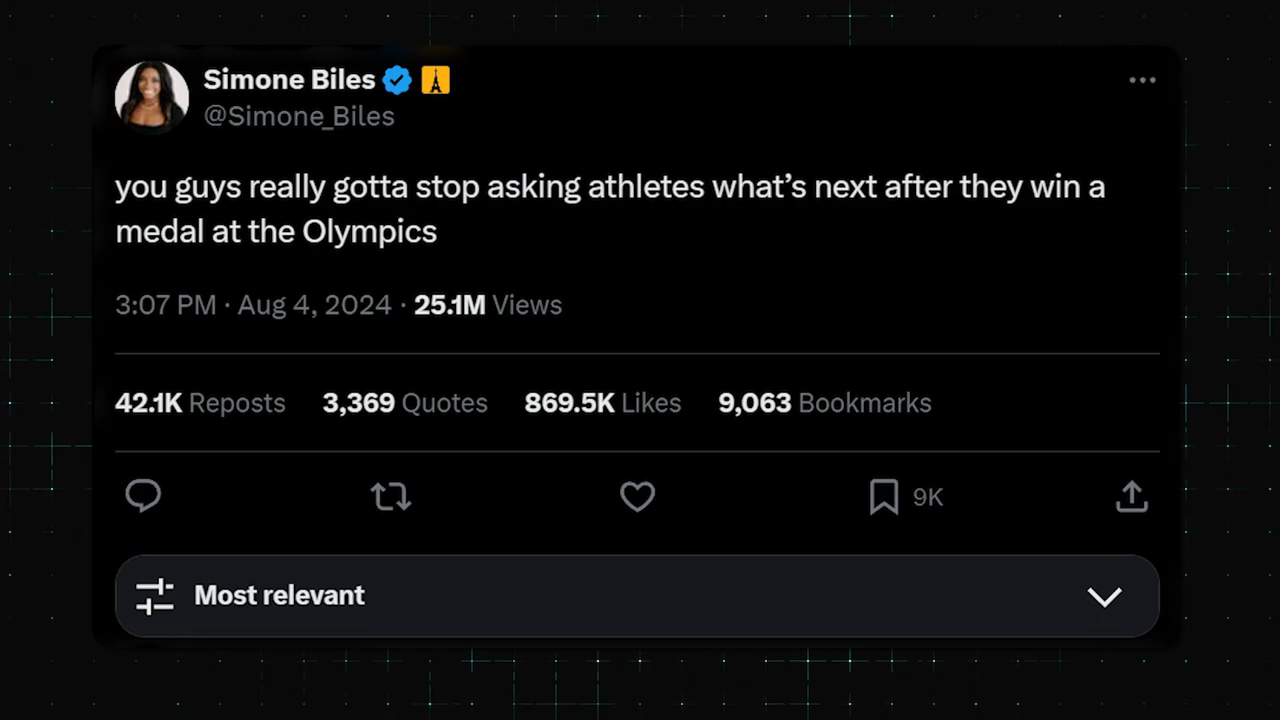 Simone Biles
@Simone_Biles
you guys really gotta stop asking athletes what’s next after they win a
medal at the Olympics
3:07 PM · Aug 4, 2024 · 25.1M Views
42.1K Reposts 3,369 Quotes 869.5K Likes 9,063 Bookmarks
9K
Most relevant